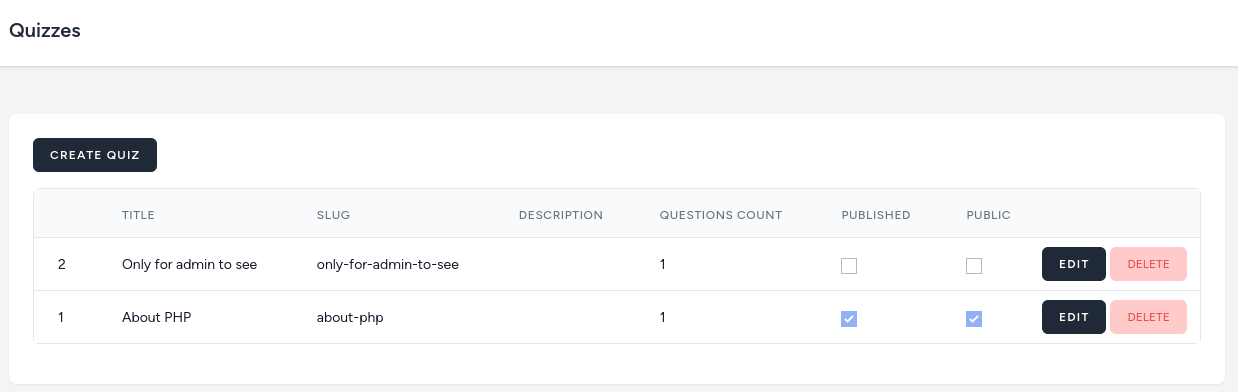 Quizzes
CREATE QUIZ
TITLE SLUG DESCRIPTION QUESTIONS COUNT PUBLISHED PUBLIC
2 Only for admin to see only-for-admin-to-see 1 EDIT DELETE
1 About PHP about-php 1 EDIT DELETE